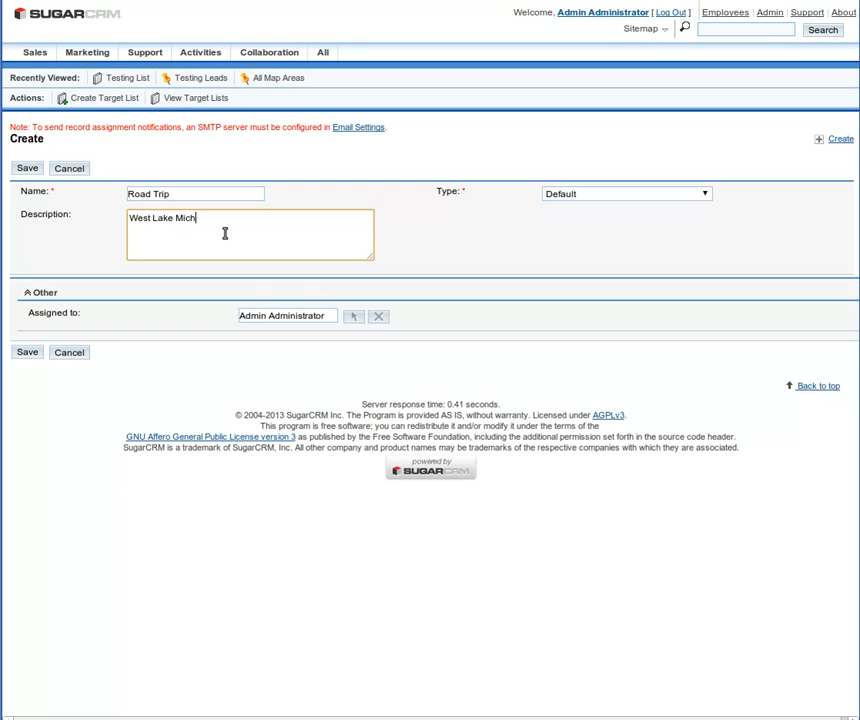 SUGARCRM
Welcome, Admin Administrator [ Log Out ] Employees Admin Support About
Sitemap Search
Sales Marketing Support Activities Collaboration All
Recently Viewed: Testing List Testing Leads All Map Areas
Actions: Create Target List View Target Lists
Note: To send record assignment notifications, an SMTP server must be configured in Email Settings.
Create Create
Save Cancel
Name: * Road Trip Type: * Default
Description: West Lake Mich
Other
Assigned to: Admin Administrator
Save Cancel
Back to top
Server response time: 0.41 seconds.
© 2004-2013 SugarCRM Inc. The Program is provided AS IS, without warranty. Licensed under AGPLv3.
This program is free software; you can redistribute it and/or modify it under the terms of the
GNU Affero General Public License version 3 as published by the Free Software Foundation, including the additional permission set forth in the source code header.
SugarCRM is a trademark of SugarCRM, Inc. All other company and product names may be trademarks of the respective companies with which they are associated.
powered by
SUGARCRM